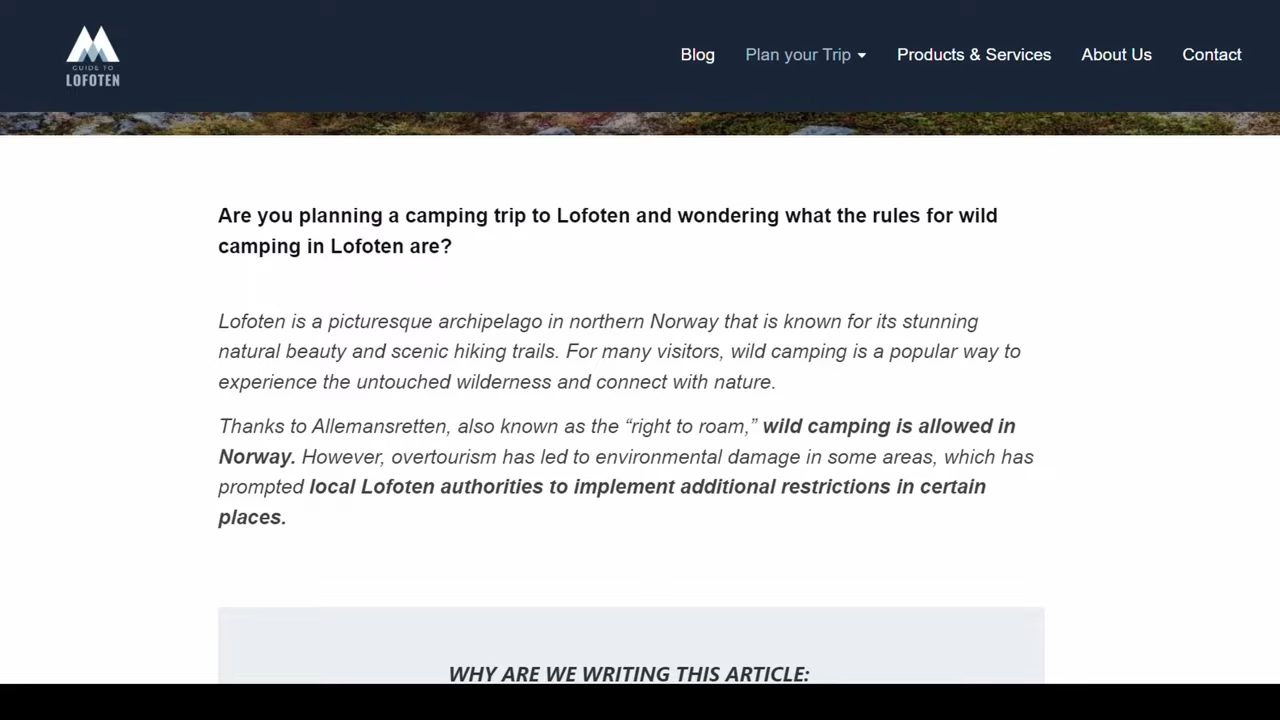 GUIDE TO
LOFOTEN
Blog
Plan your Trip
Products & Services
About Us
Contact
Are you planning a camping trip to Lofoten and wondering what the rules for wild
camping in Lofoten are?
Lofoten is a picturesque archipelago in northern Norway that is known for its stunning
natural beauty and scenic hiking trails. For many visitors, wild camping is a popular way to
experience the untouched wilderness and connect with nature.
Thanks to Allemansretten, also known as the “right to roam,” wild camping is allowed in
Norway. However, overtourism has led to environmental damage in some areas, which has
prompted local Lofoten authorities to implement additional restrictions in certain
places.
WHY ARE WE WRITING THIS ARTICLE: